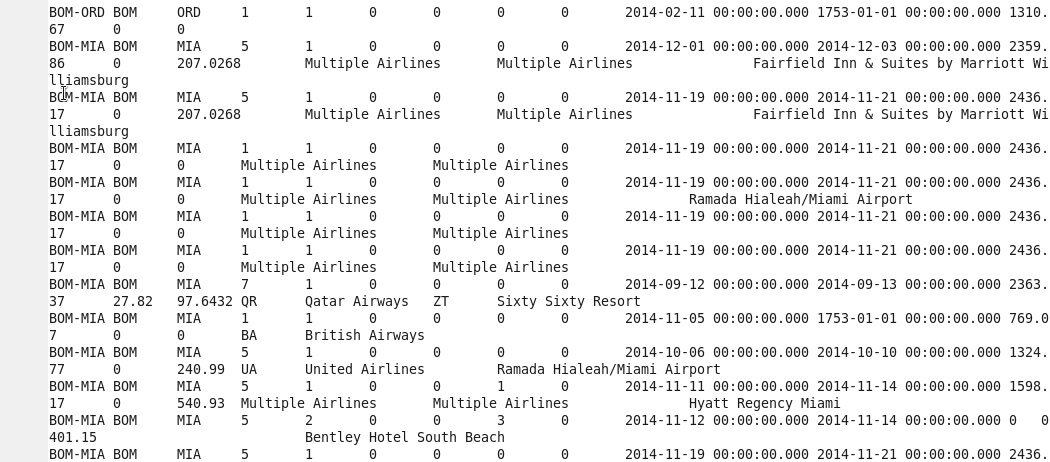 BOM-ORD BOM     ORD     1       1       0       0       0       0       2014-02-11 00:00:00.000 1753-01-01 00:00:00.000 1310.
67      0       0
BOM-MIA BOM     MIA     5       1       0       0       0       0       2014-12-01 00:00:00.000 2014-12-03 00:00:00.000 2359.
86      0       207.0268        Multiple Airlines       Multiple Airlines               Fairfield Inn & Suites by Marriott Wi
lliamsburg
BOM-MIA BOM     MIA     5       1       0       0       0       0       2014-11-19 00:00:00.000 2014-11-21 00:00:00.000 2436.
17      0       207.0268        Multiple Airlines       Multiple Airlines               Fairfield Inn & Suites by Marriott Wi
lliamsburg
BOM-MIA BOM     MIA     1       1       0       0       0       0       2014-11-19 00:00:00.000 2014-11-21 00:00:00.000 2436.
17      0       0       Multiple Airlines       Multiple Airlines
BOM-MIA BOM     MIA     1       1       0       0       0       0       2014-11-19 00:00:00.000 2014-11-21 00:00:00.000 2436.
17      0       0       Multiple Airlines       Multiple Airlines               Ramada Hialeah/Miami Airport
BOM-MIA BOM     MIA     1       1       0       0       0       0       2014-11-19 00:00:00.000 2014-11-21 00:00:00.000 2436.
17      0       0       Multiple Airlines       Multiple Airlines
BOM-MIA BOM     MIA     1       1       0       0       0       0       2014-11-19 00:00:00.000 2014-11-21 00:00:00.000 2436.
17      0       0       Multiple Airlines       Multiple Airlines
BOM-MIA BOM     MIA     7       1       0       0       0       0       2014-09-12 00:00:00.000 2014-09-13 00:00:00.000 2363.
37      27.82   97.6432 QR      Qatar Airways   ZT      Sixty Sixty Resort
BOM-MIA BOM     MIA     1       1       0       0       0       0       2014-11-05 00:00:00.000 1753-01-01 00:00:00.000 769.0
7       0       0       BA      British Airways
BOM-MIA BOM     MIA     5       1       0       0       0       0       2014-10-06 00:00:00.000 2014-10-10 00:00:00.000 1324.
77      0       240.99  UA      United Airlines         Ramada Hialeah/Miami Airport
BOM-MIA BOM     MIA     5       1       0       0       1       0       2014-11-11 00:00:00.000 2014-11-14 00:00:00.000 1598.
17      0       540.93  Multiple Airlines       Multiple Airlines               Hyatt Regency Miami
BOM-MIA BOM     MIA     5       2       0       0       3       0       2014-11-12 00:00:00.000 2014-11-14 00:00:00.000 0   0
401.15                          Bentley Hotel South Beach
BOM-MIA BOM     MIA     5       1       0       0       0       0       2014-11-19 00:00:00.000 2014-11-21 00:00:00.000 2436.